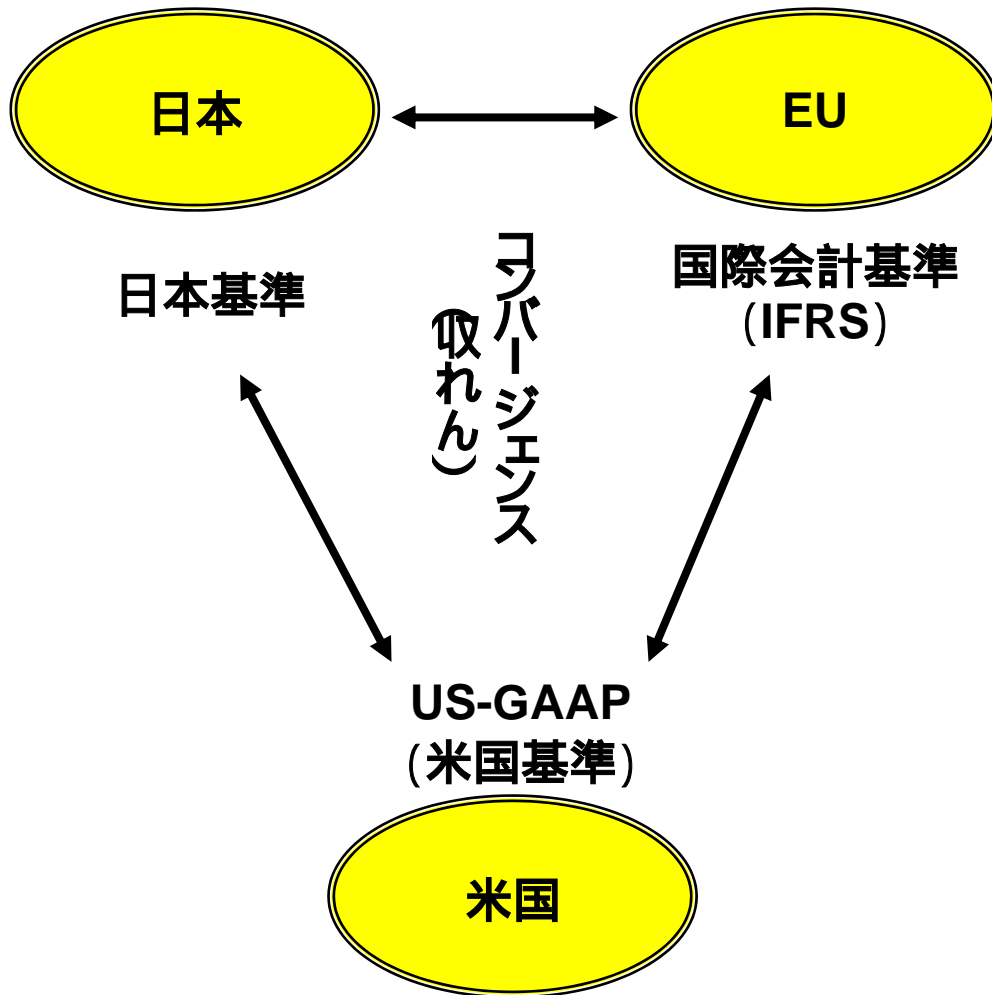 日本
EU
日本基準
国際会計基準
（IFRS）
コンバージェンス
（収れん）
US-GAAP
（米国基準）
米国